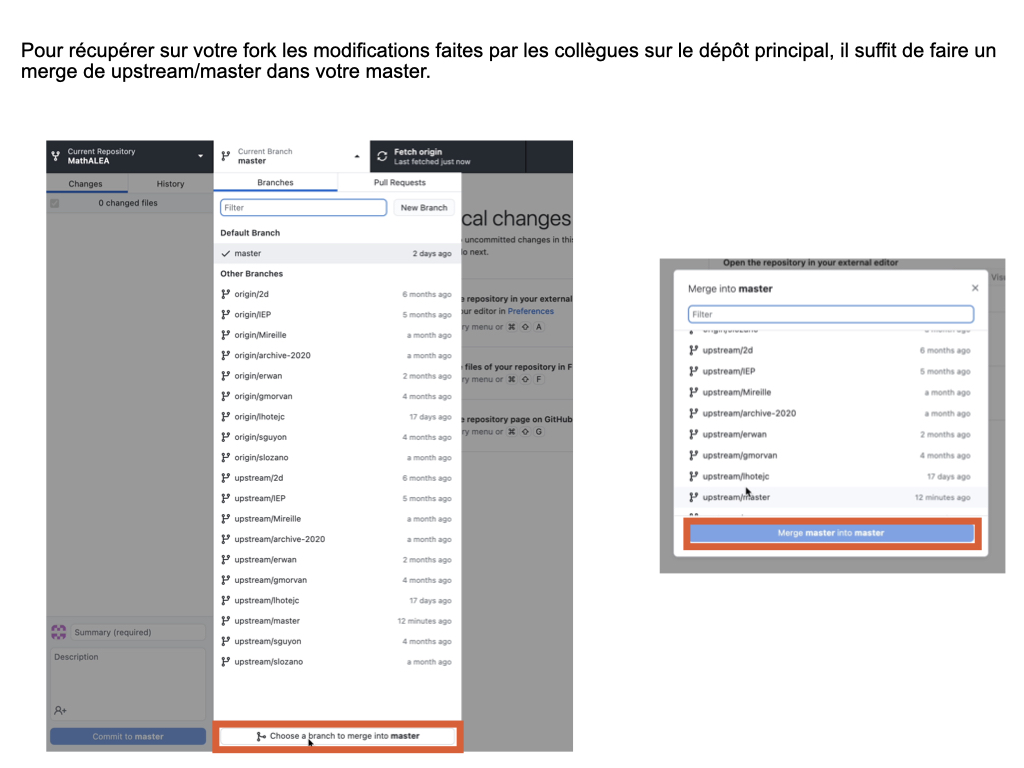 Pour récupérer sur votre fork les modifications faites par les collègues sur le dépôt principal, il suffit de faire un
merge de upstream/master dans votre master.
Current Repository
MathALEA
Current Branch
master
Fetch origin
Last fetched just now
Changes
History
Branches
Pull Requests
0 changed files
Filter
New Branch
Default Branch
master 2 days ago
Other Branches
origin/2d 6 months ago
origin/IEP 5 months ago
origin/Mireille a month ago
origin/archive-2020 a month ago
origin/erwan 2 months ago
origin/gmorvan 4 months ago
origin/lhotejc 17 days ago
origin/sguyon 4 months ago
origin/slozano a month ago
upstream/2d 6 months ago
upstream/IEP 5 months ago
upstream/Mireille a month ago
upstream/archive-2020 a month ago
upstream/erwan 2 months ago
upstream/gmorvan 4 months ago
upstream/lhotejc 17 days ago
upstream/master 12 minutes ago
upstream/sguyon 4 months ago
upstream/slozano a month ago
Choose a branch to merge into master
cal changes
uncommitted changes in this
o next.
e repository in your external
ur editor in Preferences
ry menu or ⌘ ⇧ A
files of your repository in F
ry menu or ⌘ ⇧ F
e repository page on GitHub
ry menu or ⌘ ⇧ G
Summary (required)
Description
Commit to master
Open the repository in your external editor
Merge into master
Filter
upstream/2d 6 months ago
upstream/IEP 5 months ago
upstream/Mireille a month ago
upstream/archive-2020 a month ago
upstream/erwan 2 months ago
upstream/gmorvan 4 months ago
upstream/lhotejc 17 days ago
upstream/master 12 minutes ago
Merge master into master